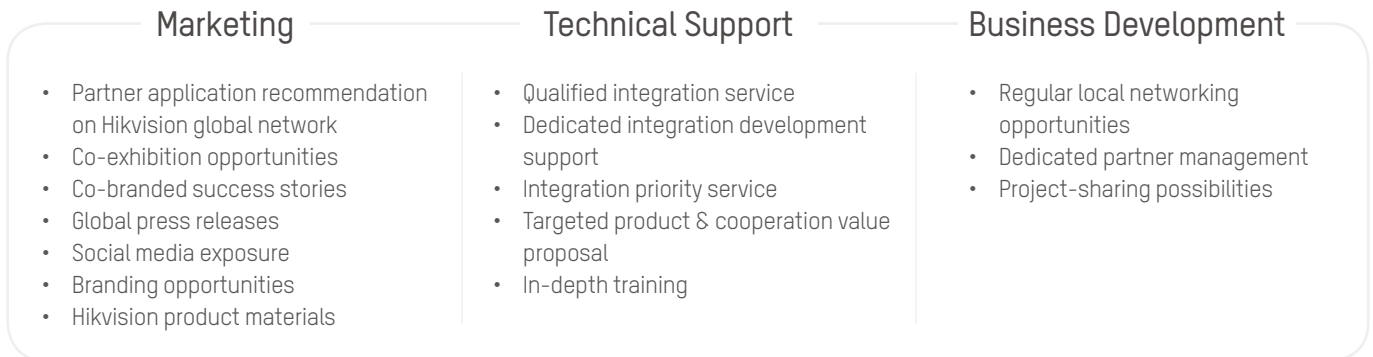 Marketing
• Partner application recommendation
on Hikvision global network
• Co-exhibition opportunities
• Co-branded success stories
• Global press releases
• Social media exposure
• Branding opportunities
• Hikvision product materials
Technical Support
• Qualified integration service
• Dedicated integration development
support
• Integration priority service
• Targeted product & cooperation value
proposal
• In-depth training
Business Development
• Regular local networking
opportunities
• Dedicated partner management
• Project-sharing possibilities